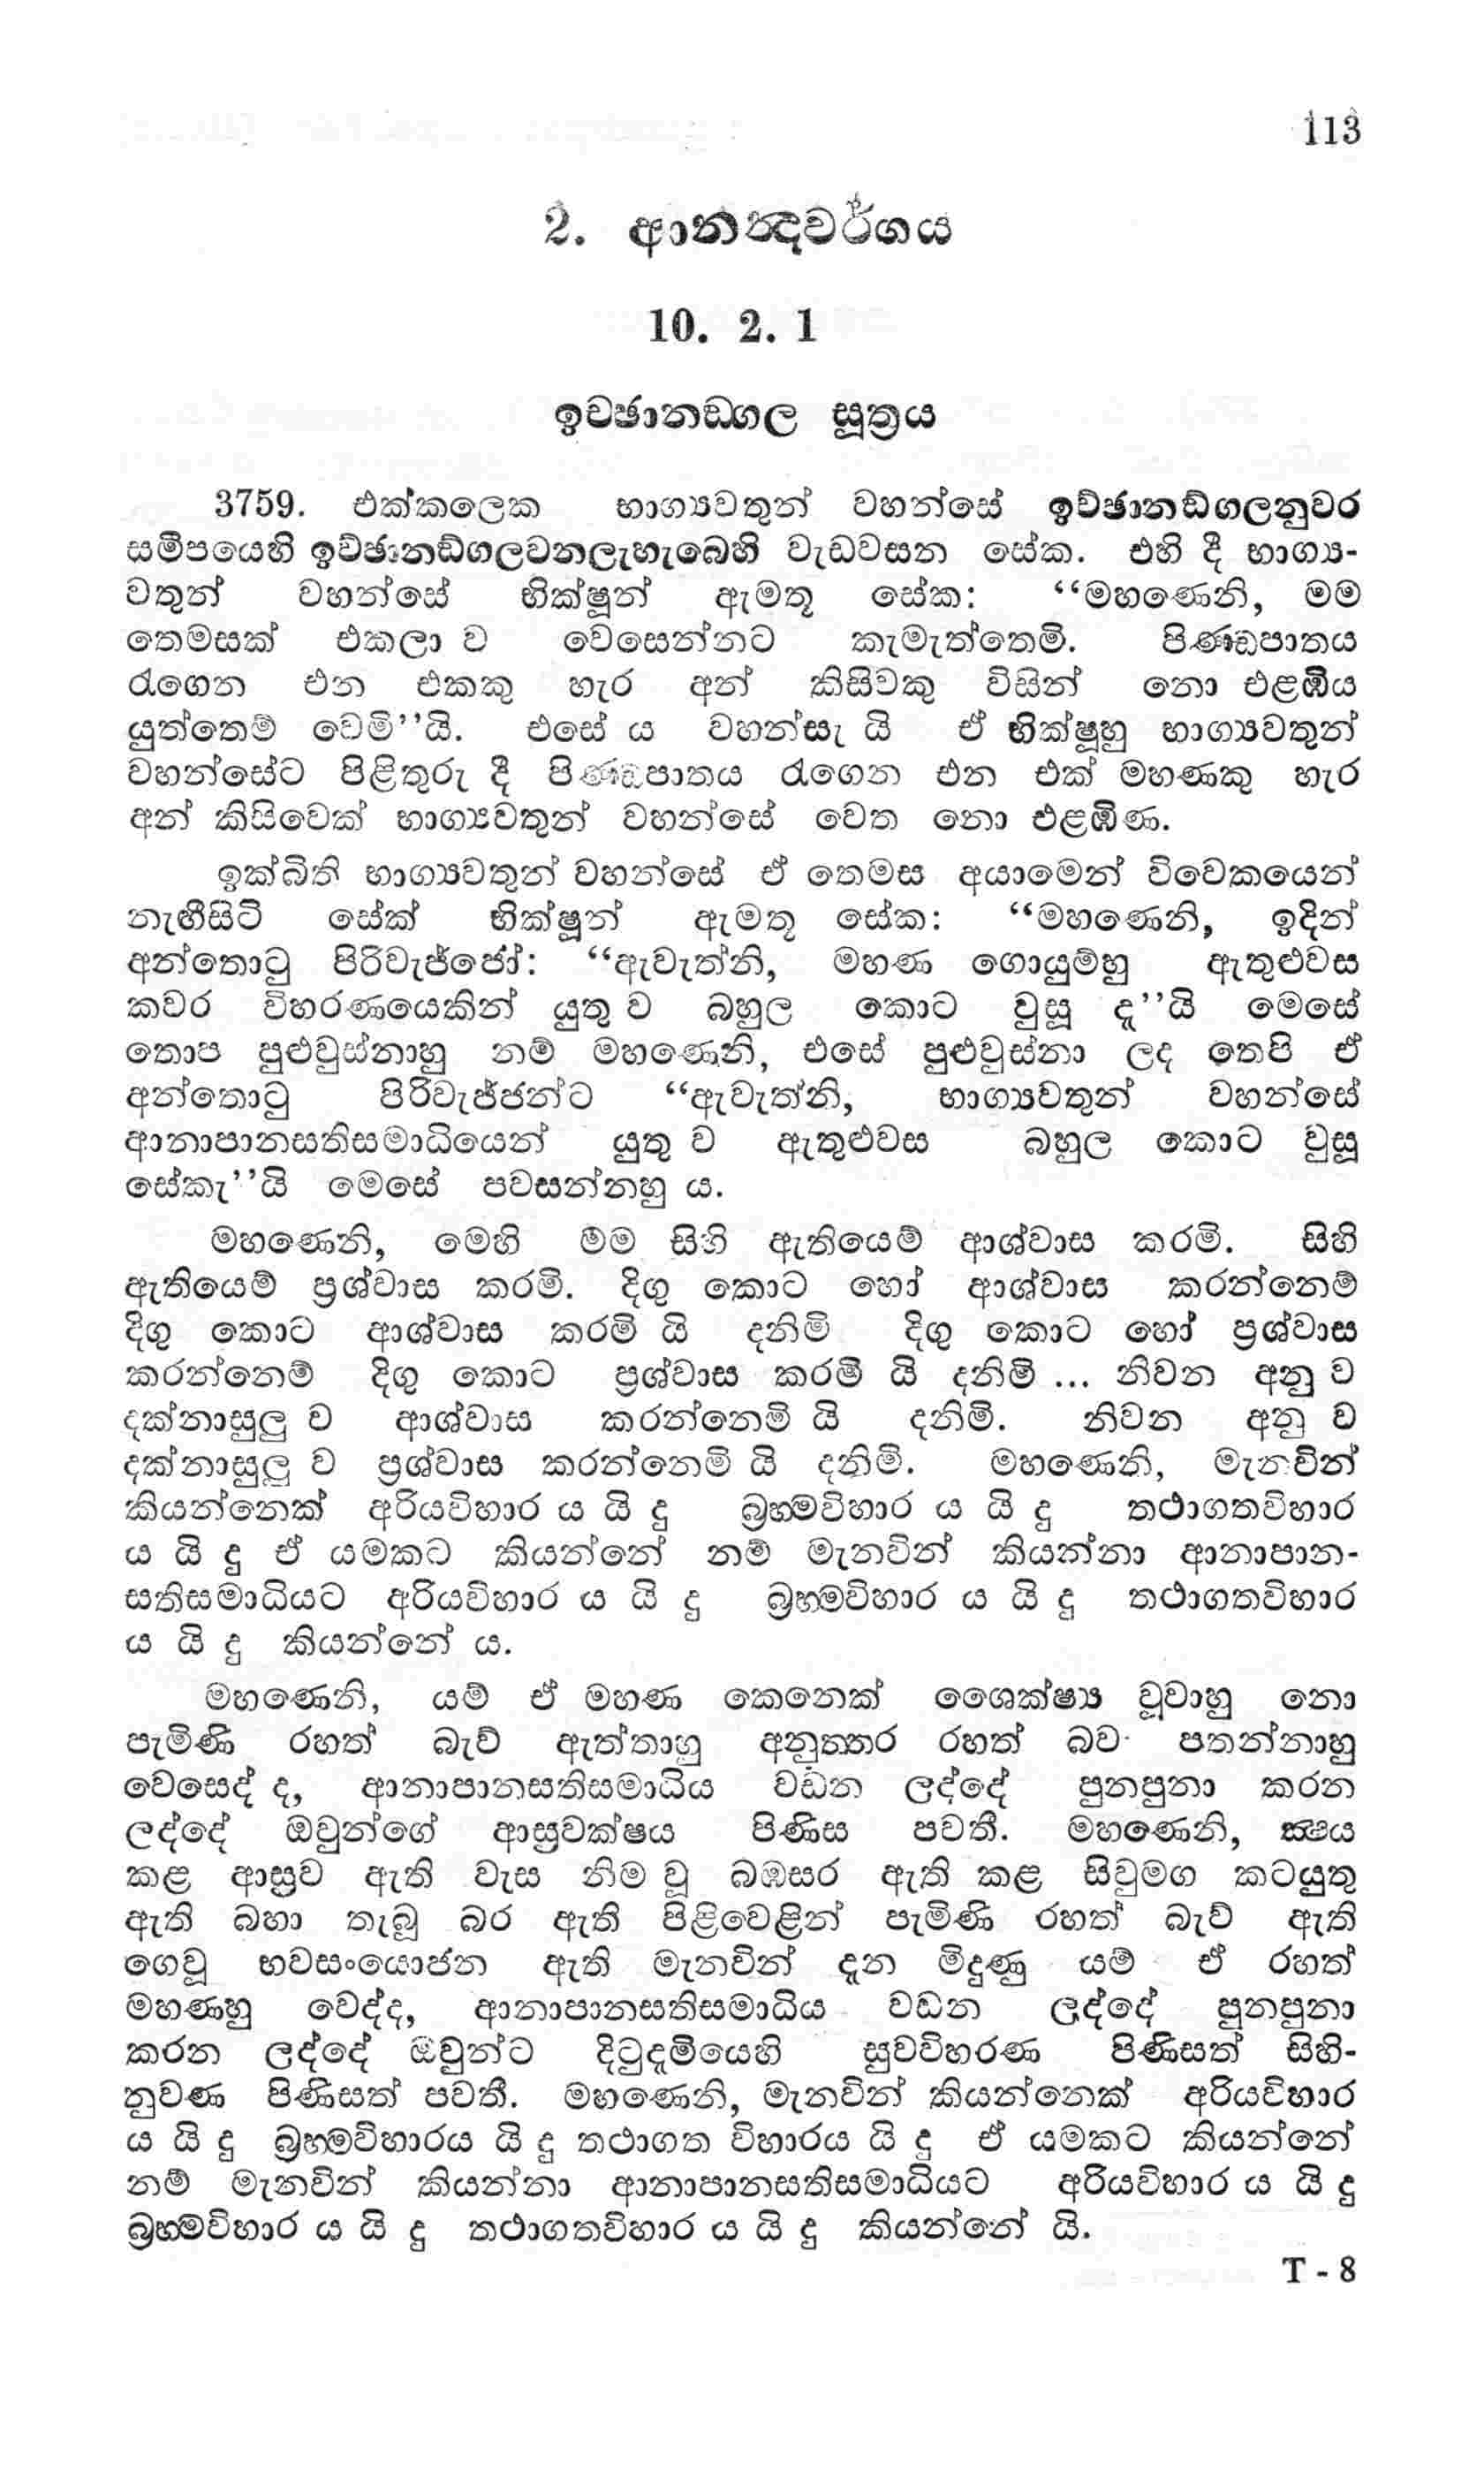 113
2. ආනන්‍දවර්ගය
10. 2. 1
ඉච්ඡානඞ්ගල සූත්‍රය
3759. එක්කලෙක භාග්‍යවතුන් වහන්සේ ඉච්ඡානඞ්ගලනුවර
සමීපයෙහි ඉච්ඡානඞ්ගලවනලැහැබෙහි වැඩවසන සේක. එහි දී භාග්‍ය-
වතුන් වහන්සේ භික්ෂූන් ඇමතූ සේක: “මහණෙනි, මම
තෙමසක් එකලා ව වෙසෙන්නට කැමැත්තෙමි. පිණ්ඩපාතය
රැගෙන එන එකකු හැර අන් කිසිවකු විසින් නො එළඹිය
යුත්තෙම් වෙමි”යි. එසේ ය වහන්සැ යි ඒ භික්ෂූහු භාග්‍යවතුන්
වහන්සේට පිළිතුරු දී පිණ්ඩපාතය රැගෙන එන එක් මහණකු හැර
අන් කිසිවෙක් භාග්‍යවතුන් වහන්සේ වෙත නො එළඹිණ.
ඉක්බිති භාග්‍යවතුන් වහන්සේ ඒ තෙමස අයාමෙන් විවෙකයෙන්
නැඟීසිටි සේක් භික්ෂූන් ඇමතූ සේක: “මහණෙනි, ඉදින්
අන්තොටු පිරිවැජ්ජෝ: “ඇවැත්නි, මහණ ගොයුම්හු ඇතුළුවස
කවර විහරණයෙකින් යුතු ව බහුල කොට වුසූ දැ”යි මෙසේ
තොප පුළුවුස්නාහු නම් මහණෙනි, එසේ පුළුවුස්නා ලද තෙපි ඒ
අන්තොටු පිරිවැජ්ජන්ට “ඇවැත්නි, භාග්‍යවතුන් වහන්සේ
ආනාපානසතිසමාධියෙන් යුතු ව ඇතුළුවස බහුල කොට වුසූ
සේකැ”යි මෙසේ පවසන්නහු ය.
මහණෙනි, මෙහි මම සිහි ඇතියෙම් ආශ්වාස කරමි. සිහි
ඇතියෙම් ප්‍රශ්වාස කරමි. දිගු කොට හෝ ආශ්වාස කරන්නෙම්
දිගු කොට ආශ්වාස කරමි යි දනිමි දිගු කොට හෝ ප්‍රශ්වාස
කරන්නෙම් දිගු කොට ප්‍රශ්වාස කරමි යි දනිමි ... නිවන අනු ව
දක්නාසුලු ව ආශ්වාස කරන්නෙමි යි දනිමි. නිවන අනු ව
දක්නාසුලු ව ප්‍රශ්වාස කරන්නෙමි යි දනිමි. මහණෙනි, මැනවින්
කියන්නෙක් අරියවිහාර ය යි දු බ්‍රහ්මවිහාර ය යි දු තථාගතවිහාර
ය යි දු ඒ යමකට කියන්නේ නම් මැනවින් කියන්නා ආනාපාන-
සතිසමාධියට අරියවිහාර ය යි දු බ්‍රහ්මවිහාර ය යි දු තථාගතවිහාර
ය යි දු කියන්නේ ය.
මහණෙනි, යම් ඒ මහණ කෙනෙක් ශෛක්ෂ්‍ය වූවාහු නො
පැමිණි රහත් බැව් ඇත්තාහු අනුත්තර රහත් බව පතන්නාහු
වෙසෙද් ද, ආනාපානසතිසමාධිය වඩන ලද්දේ පුනපුනා කරන
ලද්දේ ඔවුන්ගේ ආස්‍රවක්ෂය පිණිස පවතී. මහණෙනි, ක්‍ෂය
කළ ආස්‍රව ඇති වැස නිම වූ බඹසර ඇති කළ සිවුමග කටයුතු
ඇති බහා තැබූ බර ඇති පිළිවෙළින් පැමිණි රහත් බැව් ඇති
ගෙවූ භවසංයොජන ඇති මැනවින් දැන මිදුණු යම් ඒ රහත්
මහණහු වෙද්ද, ආනාපානසතිසමාධිය වඩන ලද්දේ පුනපුනා
කරන ලද්දේ ඔවුන්ට දිටුදැමියෙහි සුවවිහරණ පිණිසත් සිහි-
නුවණ පිණිසත් පවතී. මහණෙනි, මැනවින් කියන්නෙක් අරියවිහාර
ය යි දු බ්‍රහ්මවිහාරය යි දු තථාගත විහාරය යි දු ඒ යමකට කියන්නේ
නම් මැනවින් කියන්නා ආනාපානසතිසමාධියට අරියවිහාර ය යි දු
බ්‍රහ්මවිහාර ය යි දු තථාගතවිහාර ය යි දු කියන්නේ යි.
T - 8